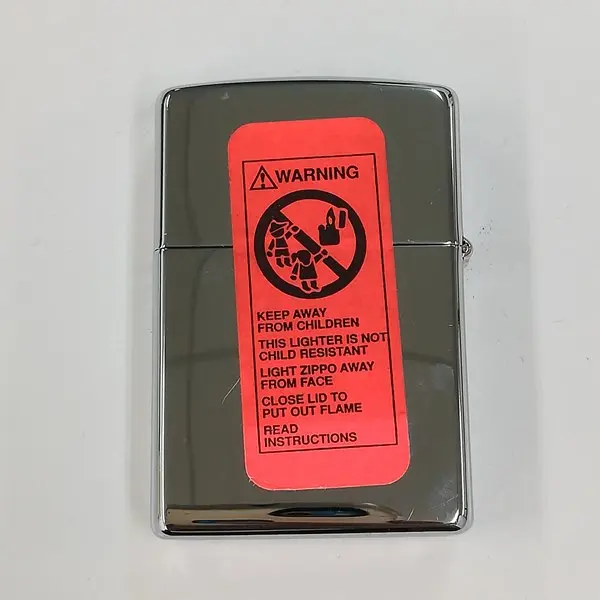 WARNING
KEEP AWAY
FROM CHILDREN
THIS LIGHTER IS NOT
CHILD RESISTANT
LIGHT ZIPPO AWAY
FROM FACE
CLOSE LID TO
PUT OUT FLAME
READ
INSTRUCTIONS